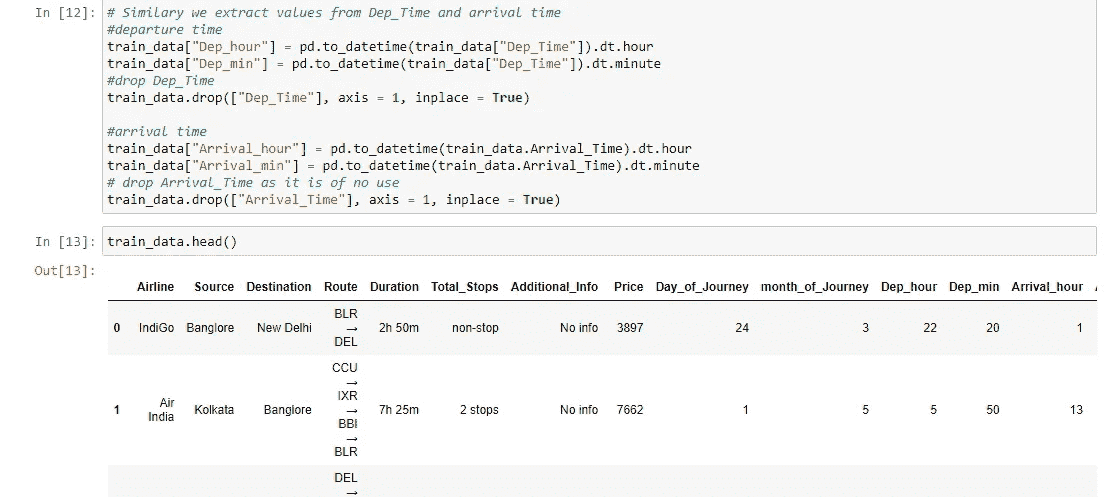 In [12]: # Similary we extract values from Dep_Time and arrival time
#departure time
train_data["Dep_hour"] = pd.to_datetime(train_data["Dep_Time"]).dt.hour
train_data["Dep_min"] = pd.to_datetime(train_data["Dep_Time"]).dt.minute
#drop Dep_Time
train_data.drop(["Dep_Time"], axis = 1, inplace = True)
#arrival time
train_data["Arrival_hour"] = pd.to_datetime(train_data.Arrival_Time).dt.hour
train_data["Arrival_min"] = pd.to_datetime(train_data.Arrival_Time).dt.minute
# drop Arrival_Time as it is of no use
train_data.drop(["Arrival_Time"], axis = 1, inplace = True)
In [13]: train_data.head()
Out[13]:
Airline Source Destination Route Duration Total_Stops Additional_Info Price Day_of_Journey month_of_Journey Dep_hour Dep_min Arrival_hour
BLR
→
0 IndiGo Banglore New Delhi 2h 50m non-stop No info 3897 24 3 22 20 1
DEL
CCU
→
IXR
1 Air India Kolkata Banglore → 7h 25m 2 stops No info 7662 1 5 5 50 13
BBI
→
BLR
DEL
→